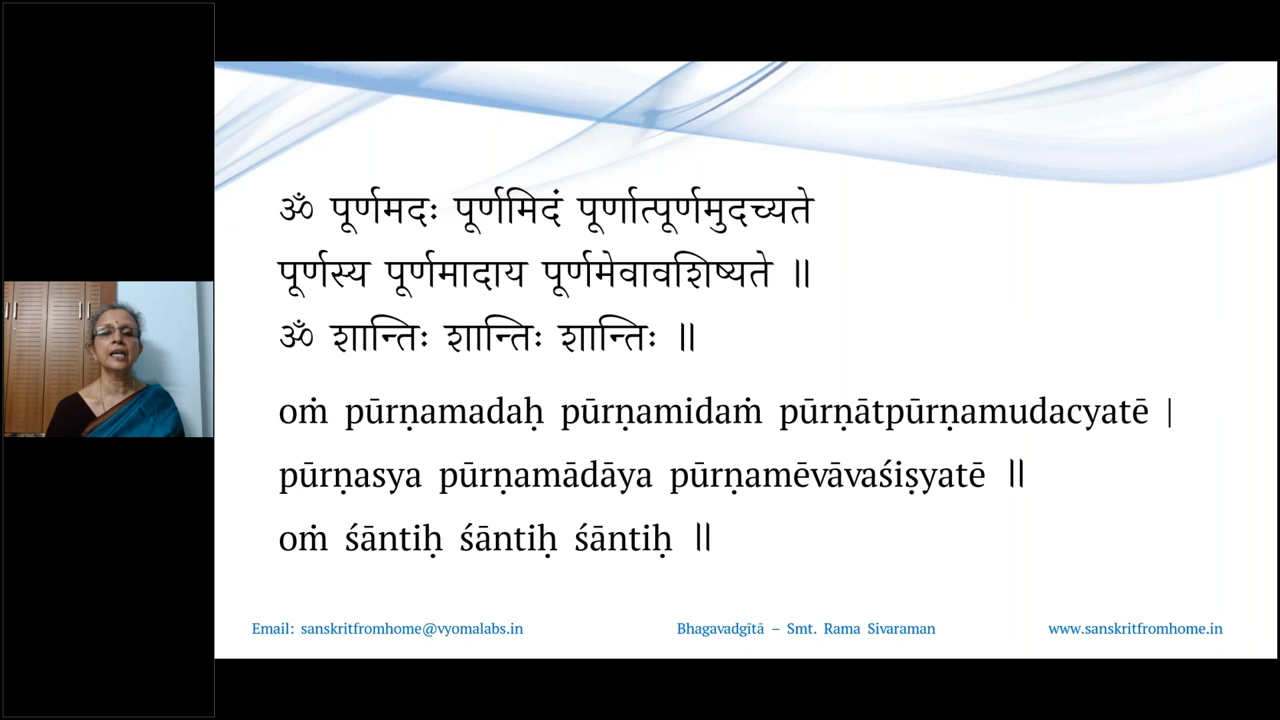 ॐ पूर्णमदः पूर्णमिदं पूर्णात्पूर्णमुदच्यते
पूर्णस्य पूर्णमादाय पूर्णमेवावशिष्यते ॥
ॐ शान्तिः शान्तिः शान्तिः ॥
oṁ pūrṇamadaḥ pūrṇamidaṁ pūrṇātpūrṇamudacyatē |
pūrṇasya pūrṇamādāya pūrṇamēvāvaśiṣyatē ||
oṁ śāntiḥ śāntiḥ śāntiḥ ||
Email: sanskritfromhome@vyomalabs.in Bhagavadgītā – Smt. Rama Sivaraman www.sanskritfromhome.in